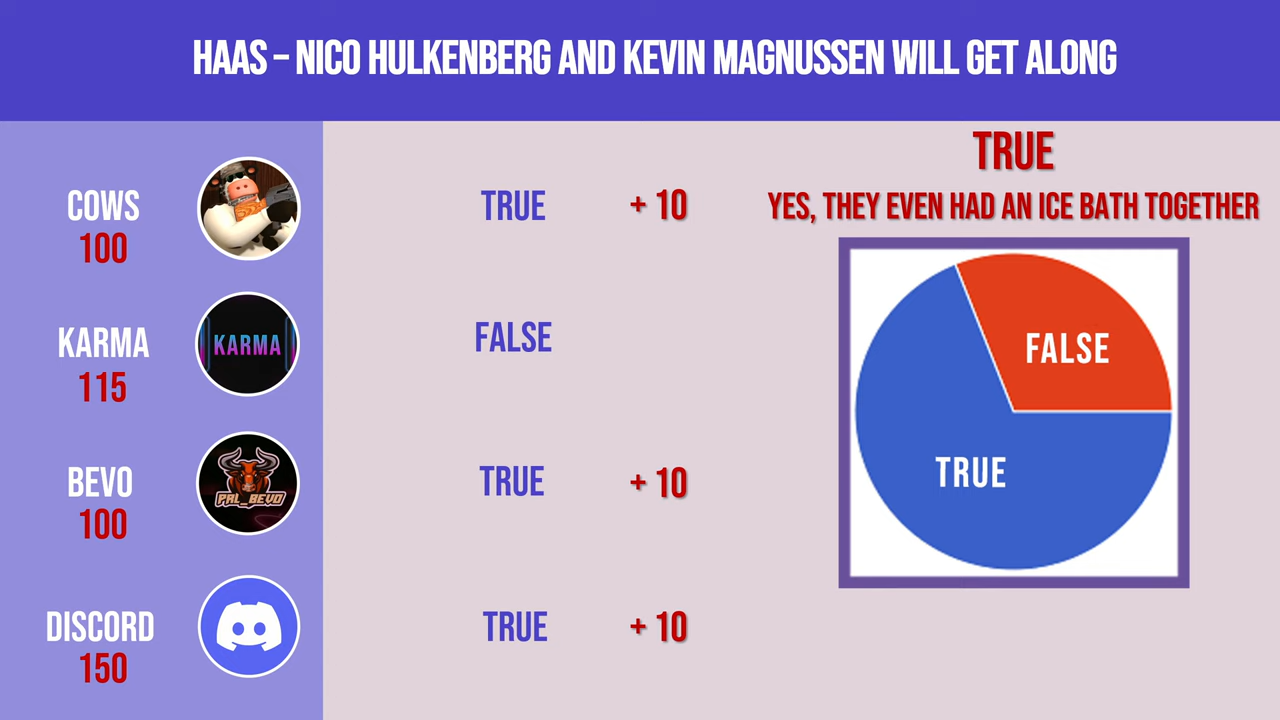 HAAS – NICO HULKENBERG AND KEVIN MAGNUSSEN WILL GET ALONG
TRUE
YES, THEY EVEN HAD AN ICE BATH TOGETHER
COWS
100
TRUE
+ 10
KARMA
115
KARMA
FALSE
BEVO
100
PRL_BEVO
TRUE
+ 10
DISCORD
150
TRUE
+ 10
FALSE
TRUE